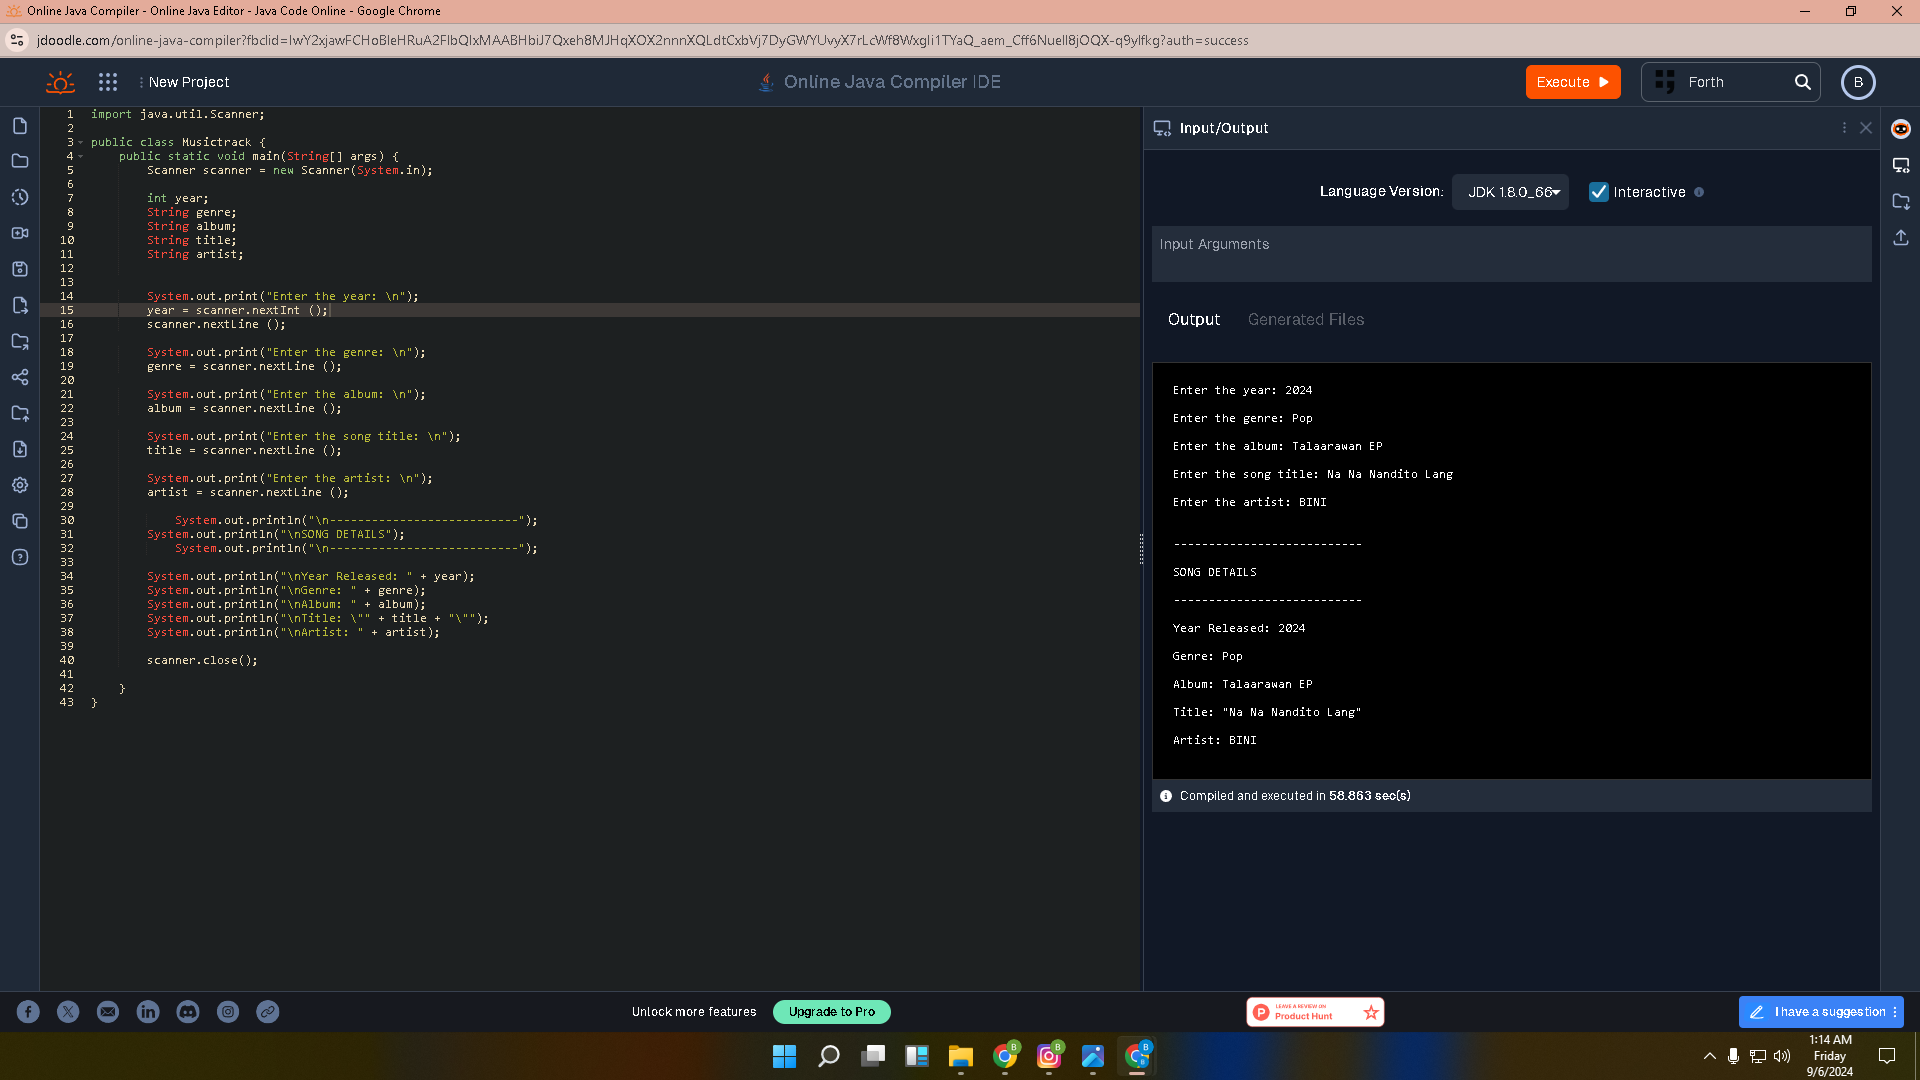 Online Java Compiler - Online Java Editor - Java Code Online - Google Chrome
New Project
Online Java Compiler IDE
Execute
Forth
B
1 import java.util.Scanner;
2
3 public class Musictrack {
4 public static void main(String[] args) {
5 Scanner scanner = new Scanner(System.in);
6
7 int year;
8 String genre;
9 String album;
10 String title;
11 String artist;
12
13
14 System.out.print("Enter the year: \n");
15 year = scanner.nextInt ();
16 scanner.nextLine ();
17
18 System.out.print("Enter the genre: \n");
19 genre = scanner.nextLine ();
20
21 System.out.print("Enter the album: \n");
22 album = scanner.nextLine ();
23
24 System.out.print("Enter the song title: \n");
25 title = scanner.nextLine ();
26
27 System.out.print("Enter the artist: \n");
28 artist = scanner.nextLine ();
29
30 System.out.println("\n---------------------------");
31 System.out.println("\nSONG DETAILS");
32 System.out.println("\n---------------------------");
33
34 System.out.println("\nYear Released: " + year);
35 System.out.println("\nGenre: " + genre);
36 System.out.println("\nAlbum: " + album);
37 System.out.println("\nTitle: \"" + title + "\"");
38 System.out.println("\nArtist: " + artist);
39
40 scanner.close();
41
42 }
43 }
Input/Output
Language Version: JDK 1.8.0_66 Interactive
Input Arguments
Output Generated Files
Enter the year: 2024
Enter the genre: Pop
Enter the album: Talaarawan EP
Enter the song title: Na Na Nandito Lang
Enter the artist: BINI
---------------------------
SONG DETAILS
---------------------------
Year Released: 2024
Genre: Pop
Album: Talaarawan EP
Title: "Na Na Nandito Lang"
Artist: BINI
Compiled and executed in 58.863 sec(s)
Unlock more features
Upgrade to Pro
LEAVE A REVIEW ON
Product Hunt
I have a suggestion
1:14 AM
Friday
9/6/2024